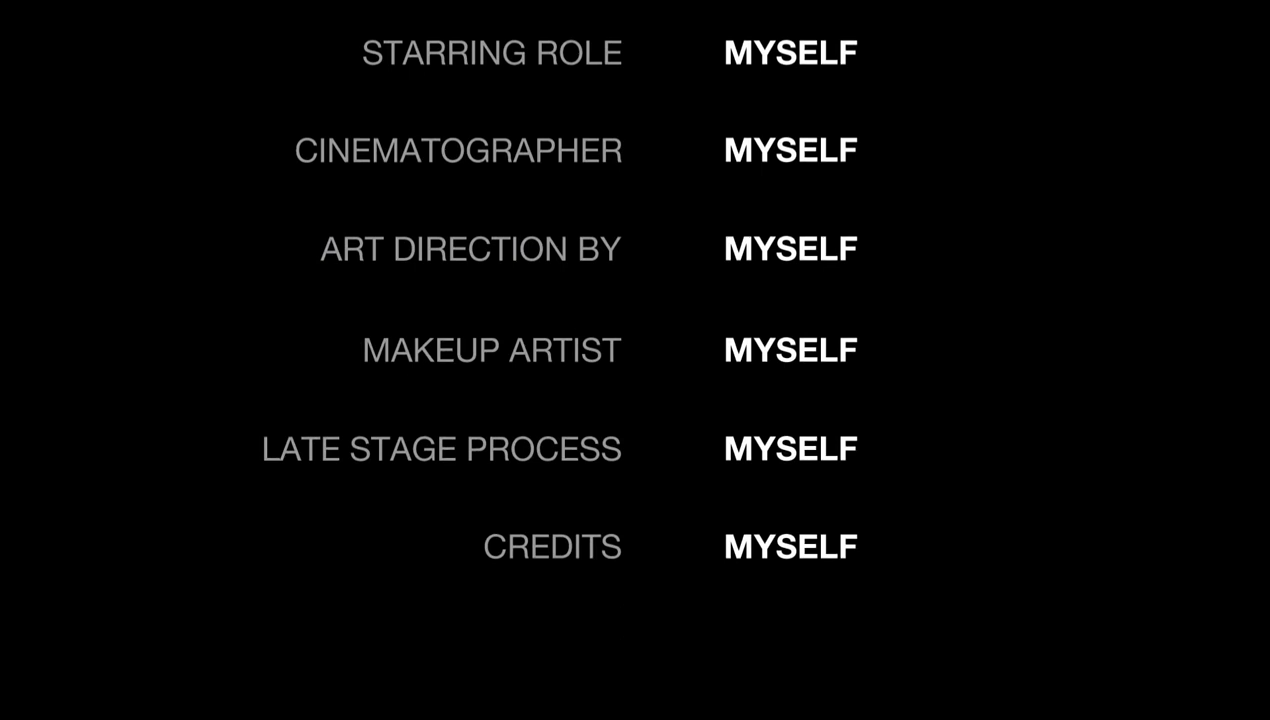 STARRING ROLE MYSELF
CINEMATOGRAPHER MYSELF
ART DIRECTION BY MYSELF
MAKEUP ARTIST MYSELF
LATE STAGE PROCESS MYSELF
CREDITS MYSELF